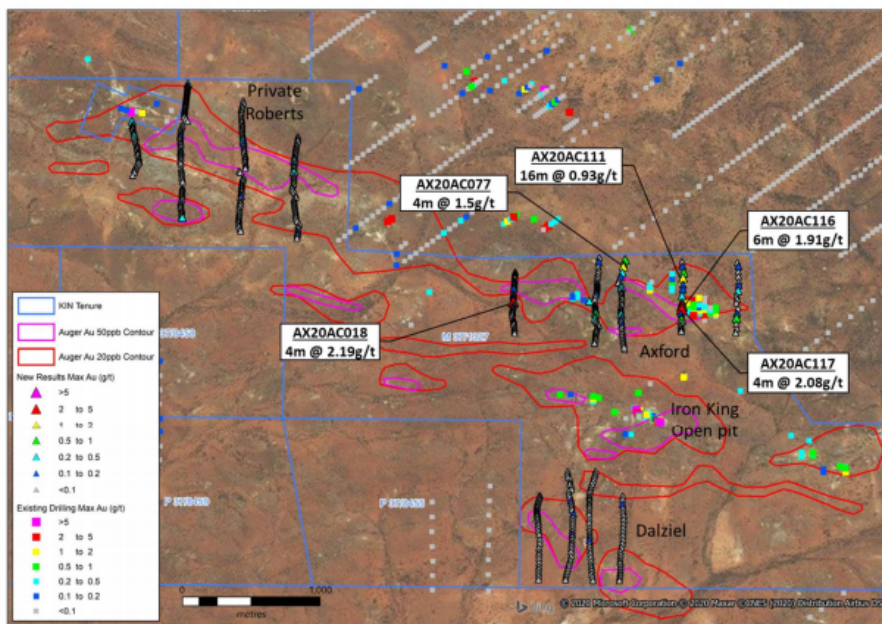 Private
Roberts
AX20AC111
16m @ 0.93g/t
AX20AC077
4m @ 1.5g/t
AX20AC116
6m @ 1.91g/t
AX20AC018
4m @ 2.19g/t
Axford
AX20AC117
4m @ 2.08g/t
Iron King
Open pit
Dalziel
P 37/8459
KIN Tenure
Auger Au 50ppb Contour
Auger Au 20ppb Contour
New Results Max Au (g/t)
>5
2 to 5
1 to 2
0.5 to 1
0.2 to 0.5
0.1 to 0.2
<0.1
Existing Drilling Max Au (g/t)
>5
2 to 5
1 to 2
0.5 to 1
0.2 to 0.5
0.1 to 0.2
<0.1
0
1,000
metres
© 2020 Microsoft Corporation © 2020 Maxar ©CNES (2020) Distribution Airbus DS